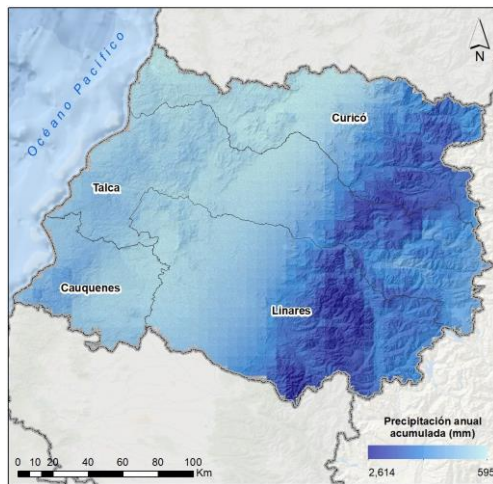 Océano Pacífico
N
Curicó
Talca
Cauquenes
Linares
Precipitación anual
acumulada (mm)
2,614 595
0 10 20 40 60 80 100
Km